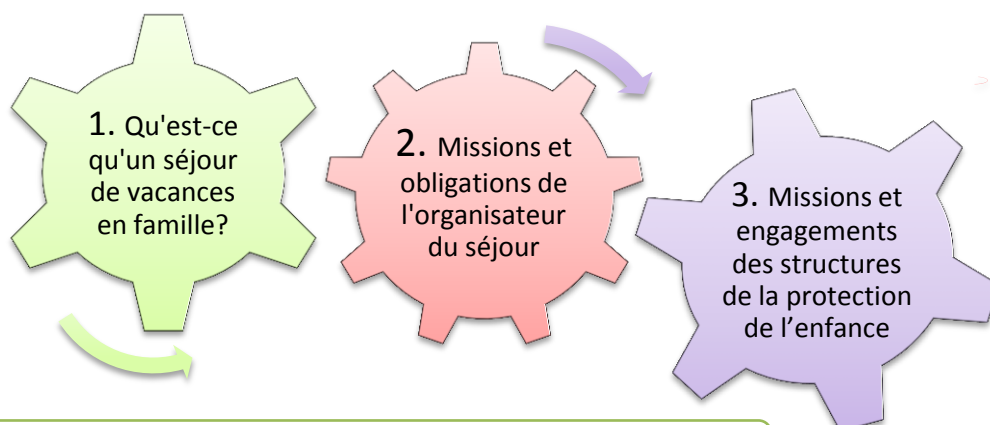 1. Qu'est-ce
qu'un séjour
de vacances
en famille?
2. Missions et
obligations de
l'organisateur
du séjour
3. Missions et
engagements
des structures
de la protection
de l’enfance